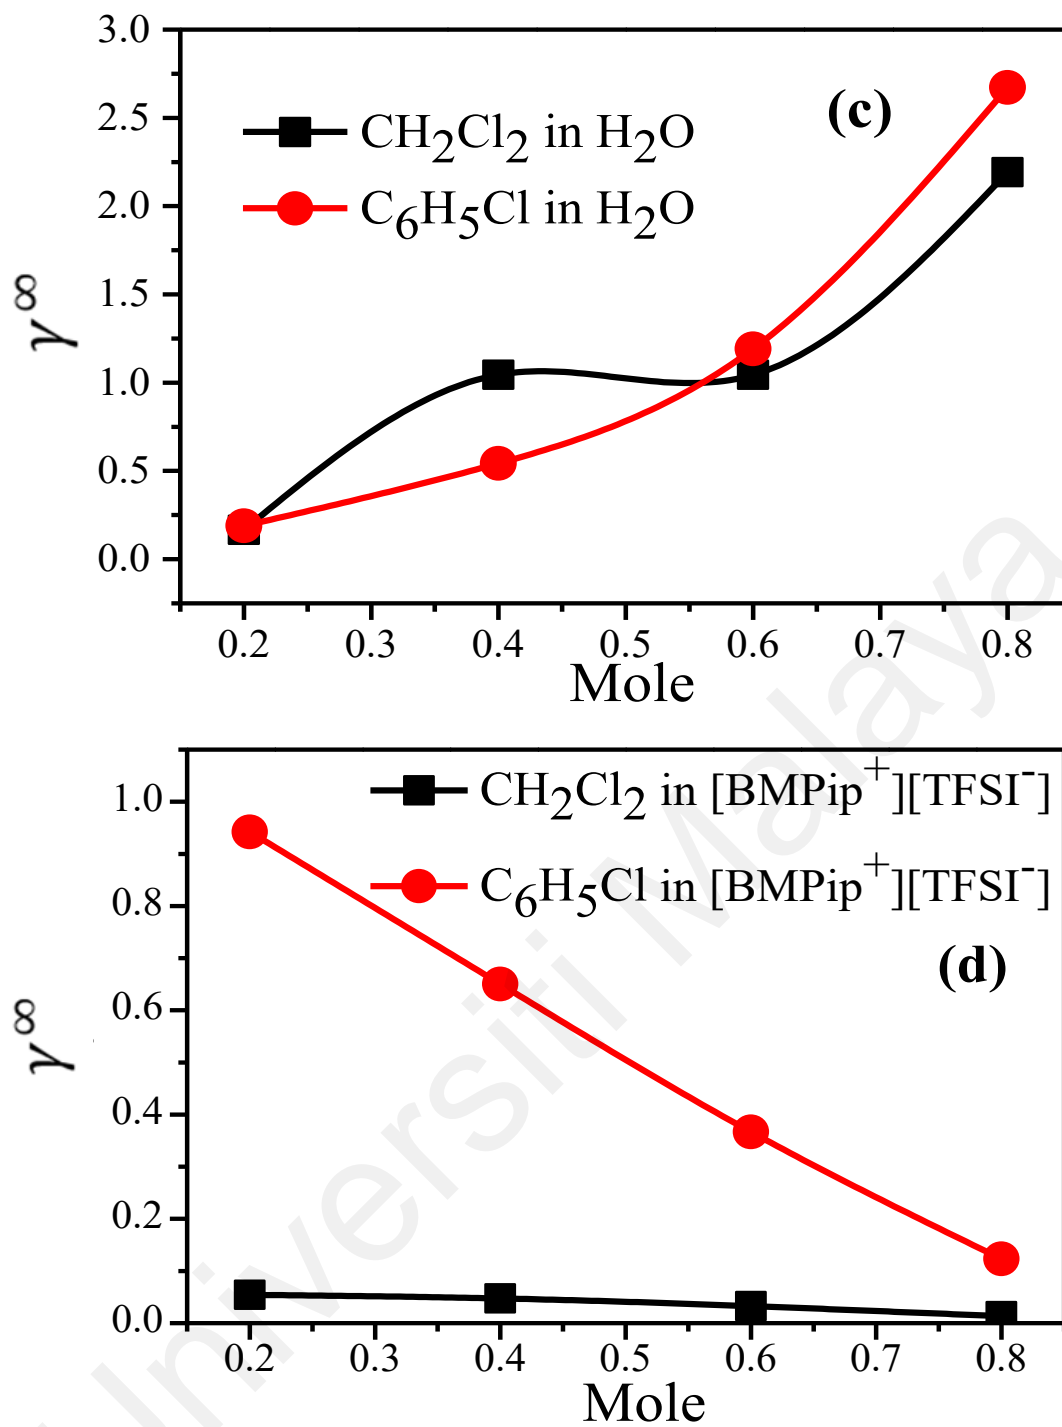 3.0
(c)
2.5
CH₂Cl₂ in H₂O
2.0
C₆H₅Cl in H₂O
1.5
γ∞
1.0
0.5
0.0
0.2 0.3 0.4 0.5 0.6 0.7 0.8
Mole
1.0
CH₂Cl₂ in [BMPip⁺][TFSI⁻]
0.8
C₆H₅Cl in [BMPip⁺][TFSI⁻]
(d)
0.6
γ∞
0.4
0.2
0.0
0.2 0.3 0.4 0.5 0.6 0.7 0.8
Mole
Universiti Malaya